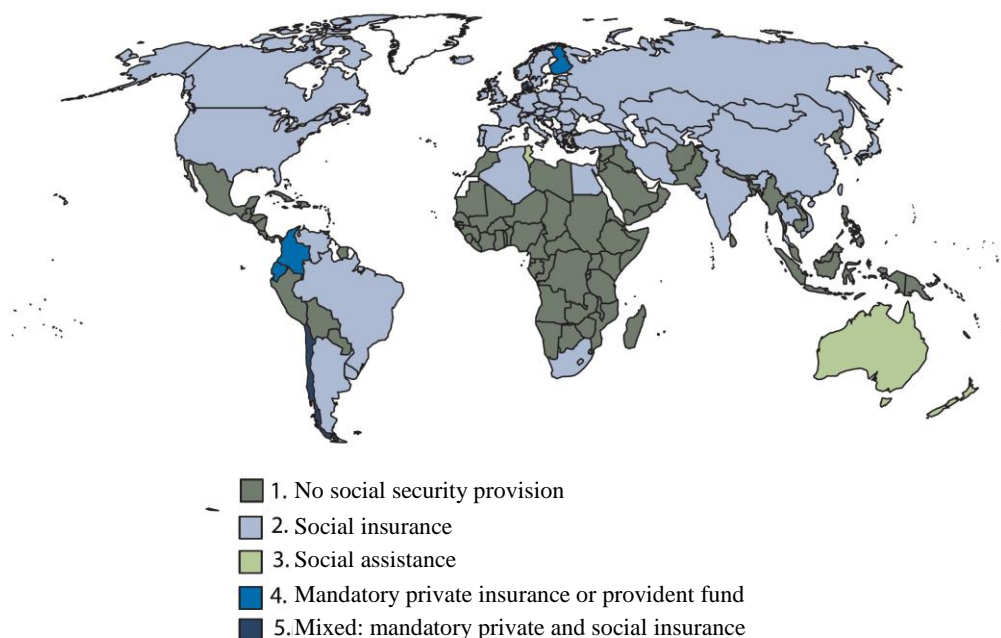 1. No social security provision
2. Social insurance
3. Social assistance
4. Mandatory private insurance or provident fund
5. Mixed: mandatory private and social insurance